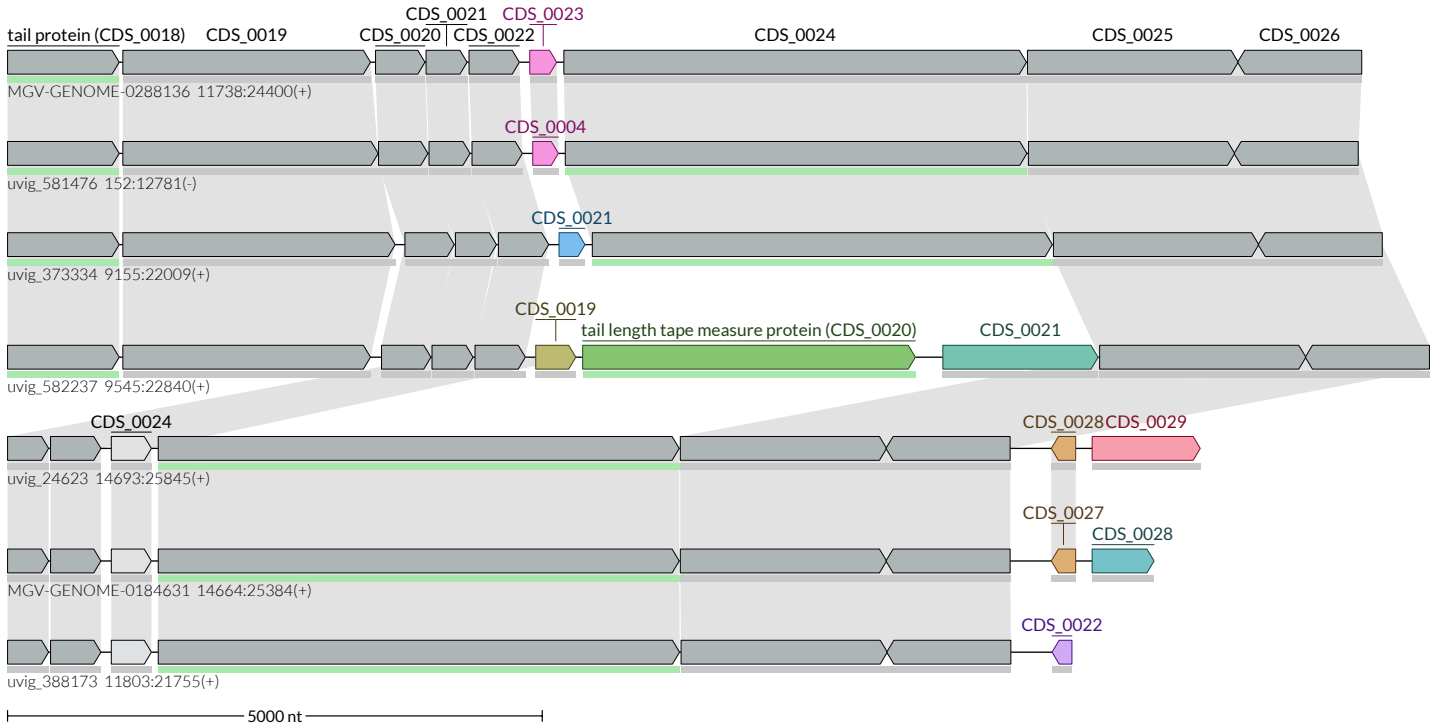 CDS_0021 CDS_0023
tail protein (CDS_0018) CDS_0019 CDS_0020 CDS_0022 CDS_0024 CDS_0025 CDS_0026
MGV-GENOME-0288136 11738:24400(+)
CDS_0004
uvig_581476 152:12781(-)
CDS_0021
uvig_373334 9155:22009(+)
CDS_0019
tail length tape measure protein (CDS_0020) CDS_0021
uvig_582237 9545:22840(+)
CDS_0024 CDS_0028 CDS_0029
uvig_24623 14693:25845(+)
CDS_0027
CDS_0028
MGV-GENOME-0184631 14664:25384(+)
CDS_0022
uvig_388173 11803:21755(+)
5000 nt